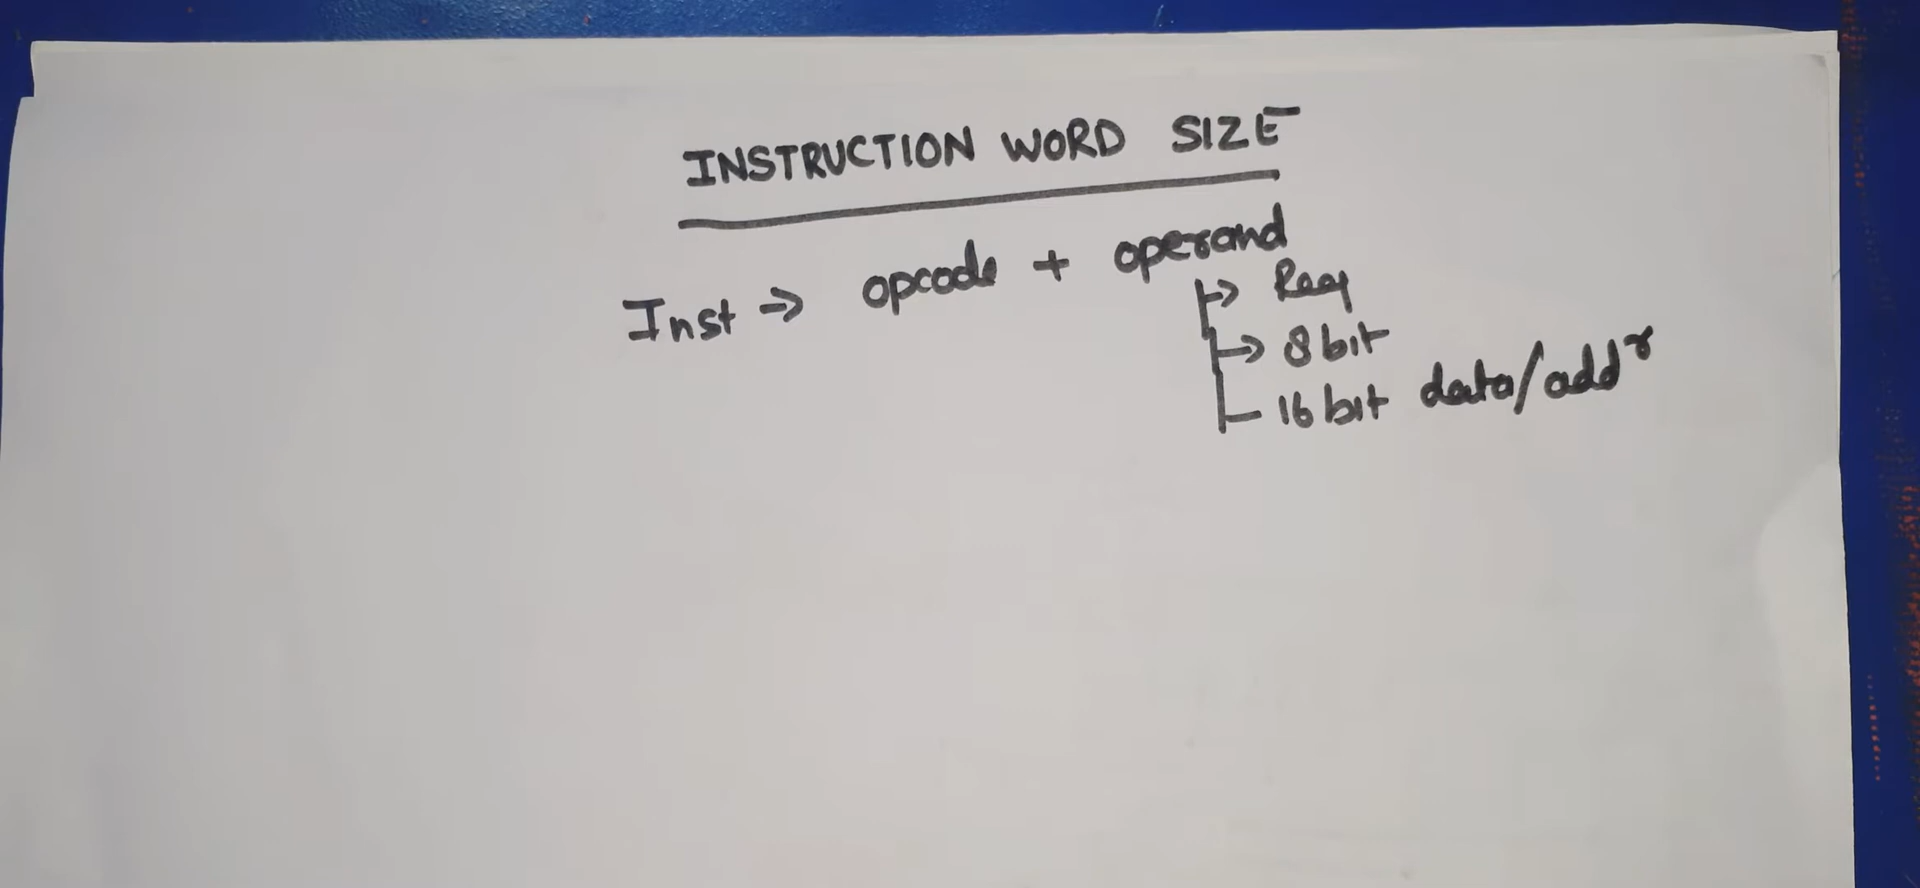 INSTRUCTION WORD SIZE
Inst → opcode + operand
→ Reg
→ 8 bit
16 bit data/addr